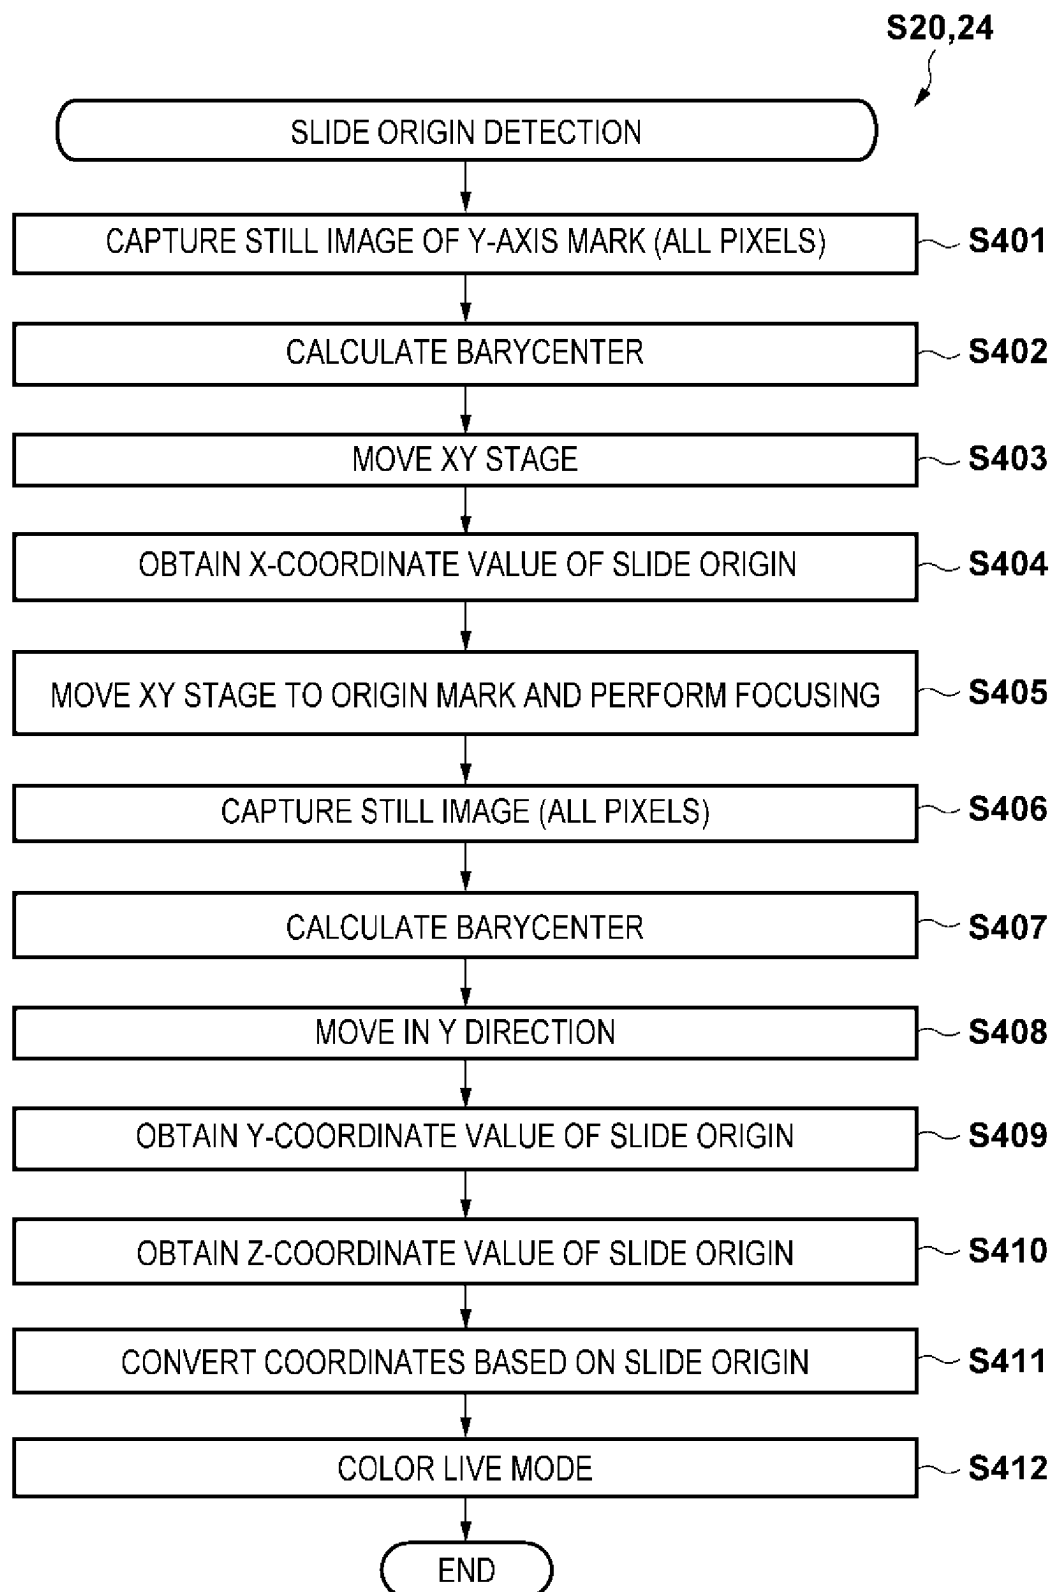 S20,24
SLIDE ORIGIN DETECTION
CAPTURE STILL IMAGE OF Y-AXIS MARK (ALL PIXELS)
S401
CALCULATE BARYCENTER
S402
MOVE XY STAGE
S403
OBTAIN X-COORDINATE VALUE OF SLIDE ORIGIN
S404
MOVE XY STAGE TO ORIGIN MARK AND PERFORM FOCUSING
S405
CAPTURE STILL IMAGE (ALL PIXELS)
S406
CALCULATE BARYCENTER
S407
MOVE IN Y DIRECTION
S408
OBTAIN Y-COORDINATE VALUE OF SLIDE ORIGIN
S409
OBTAIN Z-COORDINATE VALUE OF SLIDE ORIGIN
S410
CONVERT COORDINATES BASED ON SLIDE ORIGIN
S411
COLOR LIVE MODE
S412
END